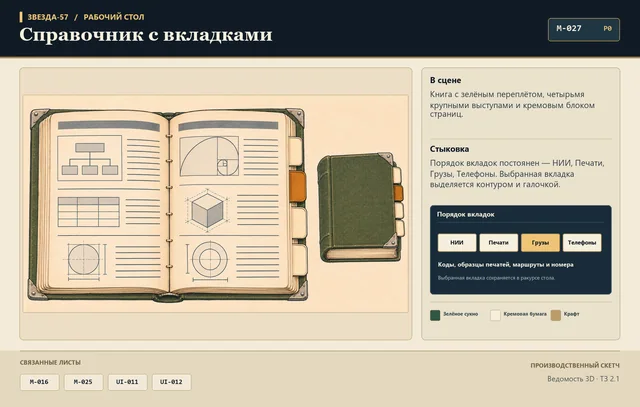 ЗВЕЗДА-57 / РАБОЧИЙ СТОЛ
Справочник с вкладками
М-027 P0
В сцене
Книга с зелёным переплётом, четырьмя
крупными выступами и кремовым блоком
страниц.
Стыковка
Порядок вкладок постоянен — НИИ, Печати,
Грузы, Телефоны. Выбранная вкладка
выделяется контуром и галочкой.
Порядок вкладок
НИИ Печати Грузы Телефоны
Коды, образцы печатей, маршруты и номера
Выбранная вкладка сохраняется в ракурсе стола.
Зелёное сукно Кремовая бумага Крафт
СВЯЗАННЫЕ ЛИСТЫ
М-016 М-025 UI-011 UI-012
ПРОИЗВОДСТВЕННЫЙ СКЕТЧ
Ведомость 3D · ТЗ 2.1